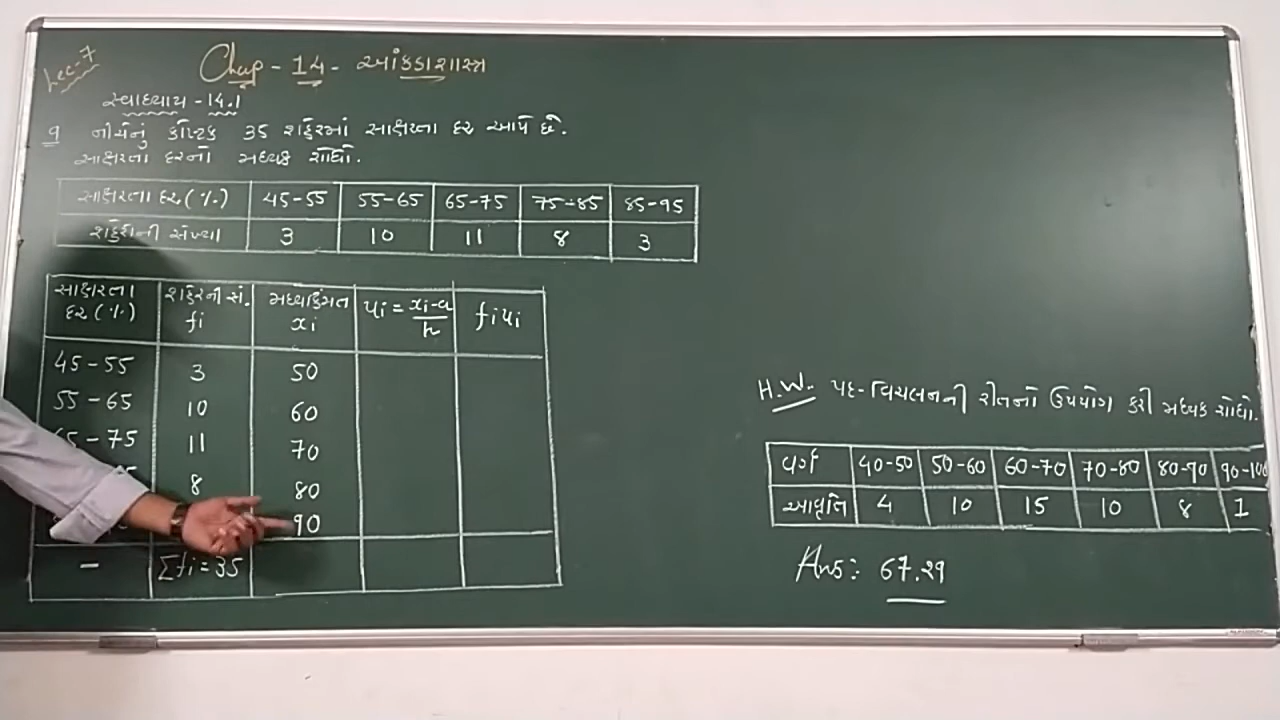 Lec-7
Chap - 14 - આંકડાશાસ્ત્ર
સ્વાધ્યાય - 14.1
9 નીચેનું કોષ્ટક 35 શહેરમાં સાક્ષરતા દર આપે છે.
સાક્ષરતા દરનો મધ્યક શોધો.
સાક્ષરતા દર (%) 45-55 55-65 65-75 75-85 85-95
શહેરોની સંખ્યા 3 10 11 8 3
સાક્ષરતા દર (%) શહેરની સં. fi મધ્યકિંમત xi ui = xi-a/h fiui
45-55 3 50
55-65 10 60
65-75 11 70
8 80
90
- Σfi = 35
H.W. પદ-વિચલનની રીતનો ઉપયોગ કરી મધ્યક શોધો.
વર્ગ 40-50 50-60 60-70 70-80 80-90 90-100
આવૃત્તિ 4 10 15 10 8 1
Ans: 67.29